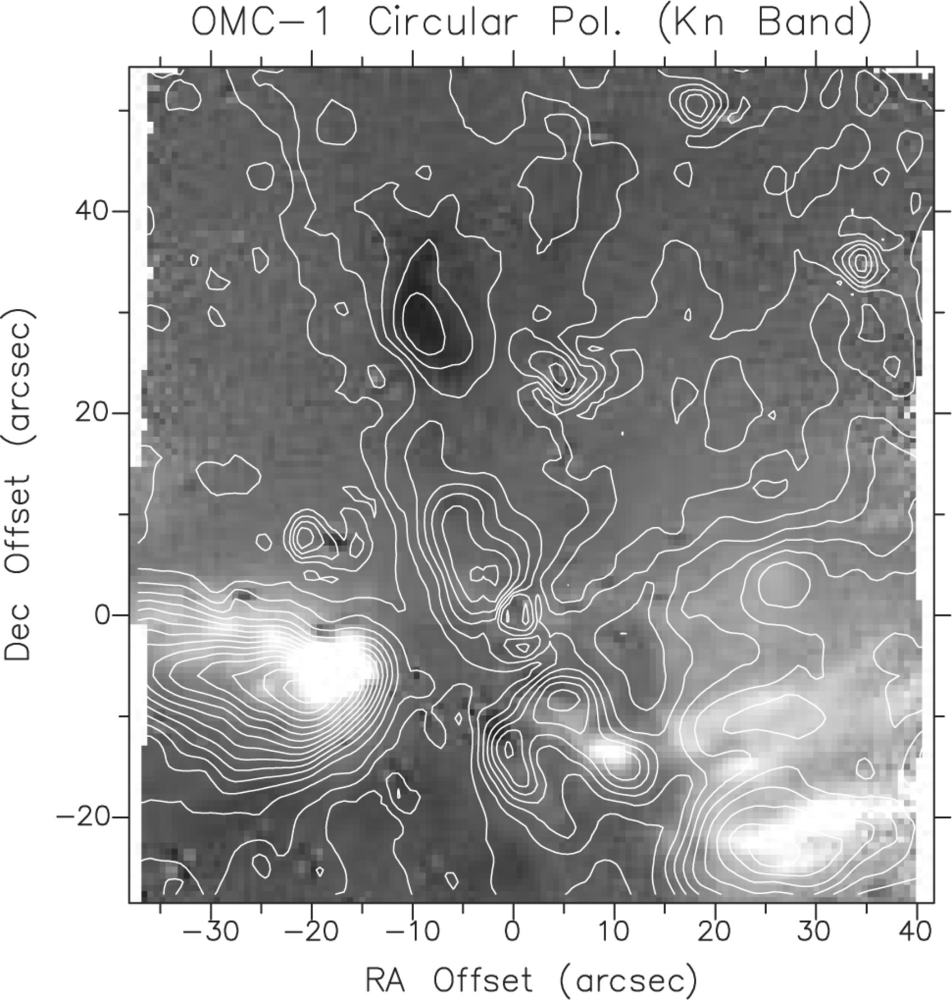 OMC−1 Circular Pol. (Kn Band)
40
20
0
−20
Dec Offset (arcsec)
−30 −20 −10 0 10 20 30 40
RA Offset (arcsec)